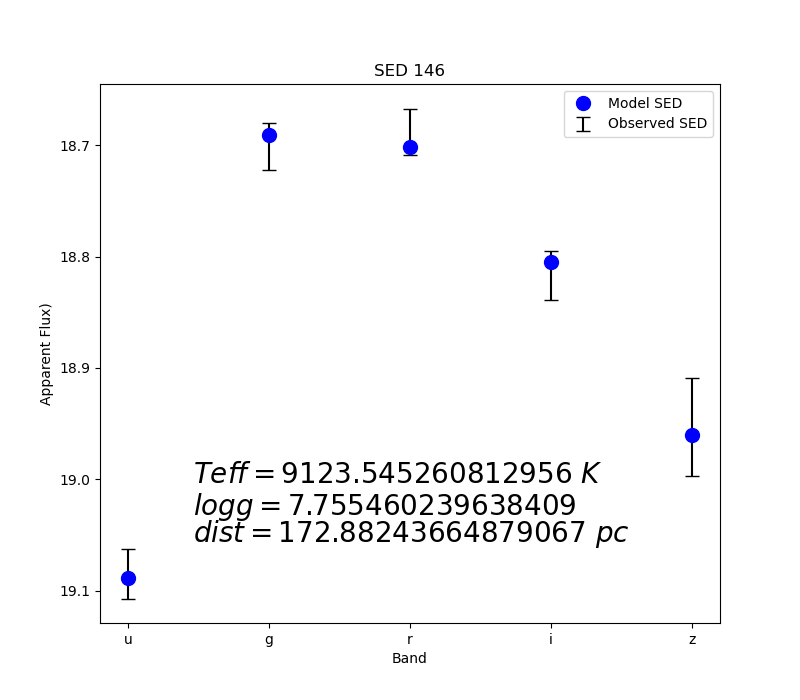 SED 146
Model SED
Observed SED
18.7
18.8
18.9
19.0
19.1
Apparent Flux)
Teff = 9123.545260812956 K
logg = 7.755460239638409
dist = 172.88243664879067 pc
u g r i z
Band